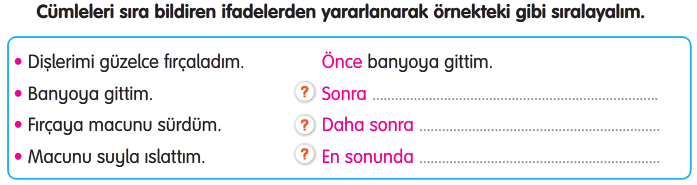 Cümleleri sıra bildiren ifadelerden yararlanarak örnekteki gibi sıralayalım.
• Dişlerimi güzelce fırçaladım. Önce banyoya gittim.
• Banyoya gittim. ? Sonra ........................................
• Fırçaya macunu sürdüm. ? Daha sonra ........................................
• Macunu suyla ıslattım. ? En sonunda ........................................